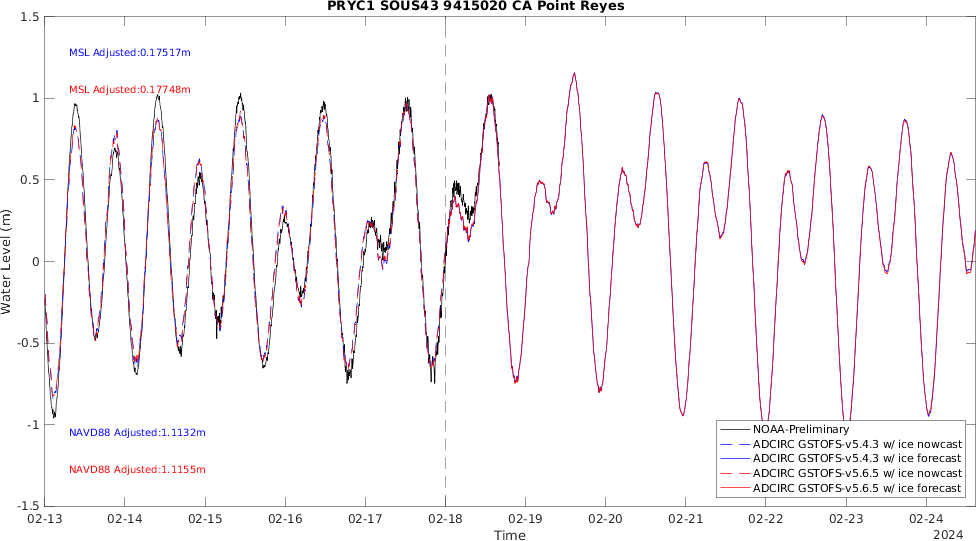 PRYC1 SOUS43 9415020 CA Point Reyes
1.5
1
0.5
0
-0.5
-1
-1.5
Water Level (m)
MSL Adjusted:0.17517m
MSL Adjusted:0.17748m
NAVD88 Adjusted:1.1132m
NAVD88 Adjusted:1.1155m
NOAA-Preliminary
ADCIRC GSTOFS-v5.4.3 w/ ice nowcast
ADCIRC GSTOFS-v5.4.3 w/ ice forecast
ADCIRC GSTOFS-v5.6.5 w/ ice nowcast
ADCIRC GSTOFS-v5.6.5 w/ ice forecast
02-13 02-14 02-15 02-16 02-17 02-18 02-19 02-20 02-21 02-22 02-23 02-24
Time
2024